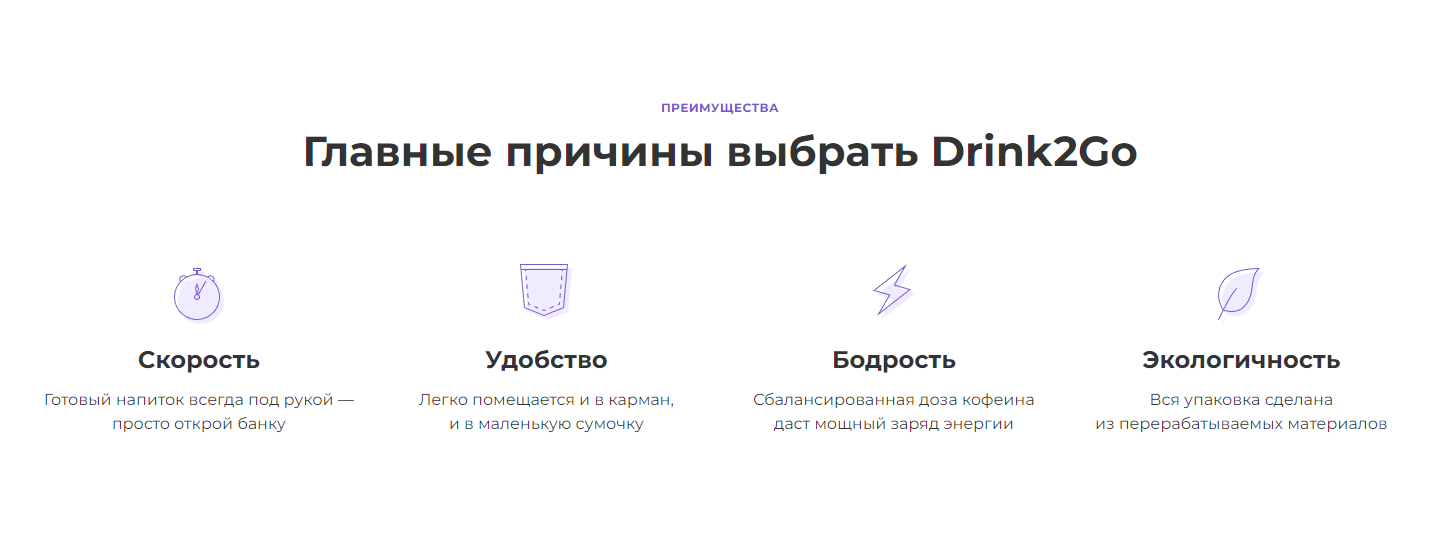 ПРЕИМУЩЕСТВА
Главные причины выбрать Drink2Go
Скорость
Готовый напиток всегда под рукой —
просто открой банку
Удобство
Легко помещается и в карман,
и в маленькую сумочку
Бодрость
Сбалансированная доза кофеина
даст мощный заряд энергии
Экологичность
Вся упаковка сделана
из перерабатываемых материалов